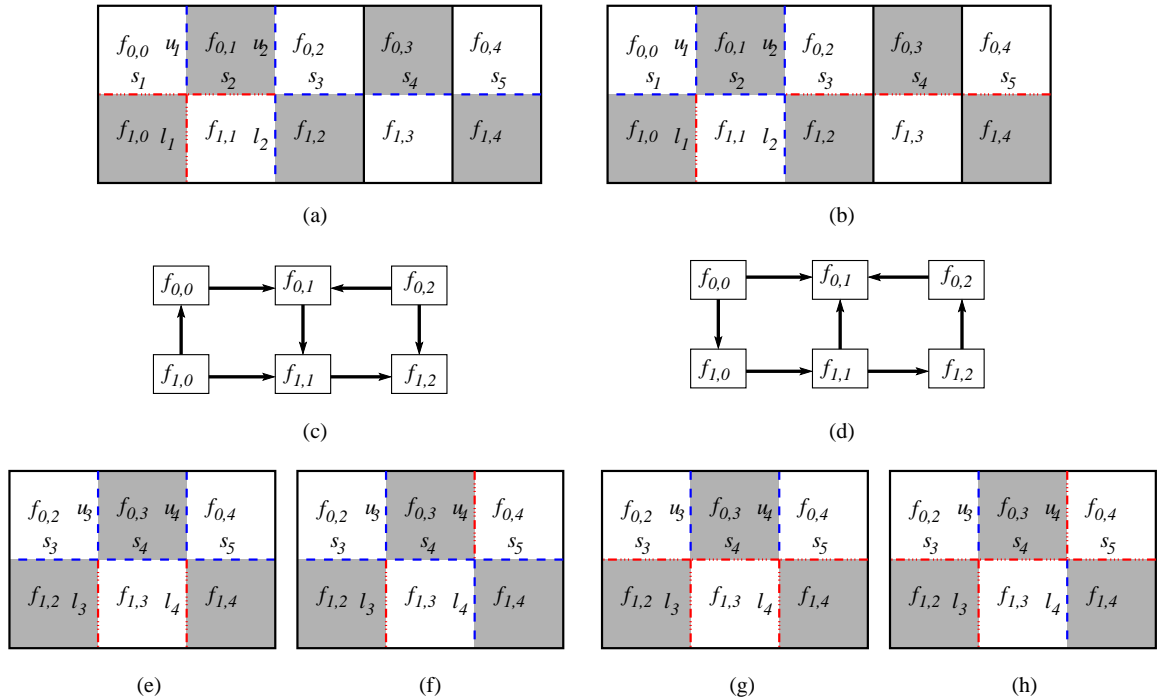 f0,0 u1 f0,1 u2 f0,2 f0,3 f0,4
s1 s2 s3 s4 s5
f1,0 l1 f1,1 l2 f1,2 f1,3 f1,4
(a)
f0,0 u1 f0,1 u2 f0,2 f0,3 f0,4
s1 s2 s3 s4 s5
f1,0 l1 f1,1 l2 f1,2 f1,3 f1,4
(b)
f0,0 f0,1 f0,2
f1,0 f1,1 f1,2
(c)
f0,0 f0,1 f0,2
f1,0 f1,1 f1,2
(d)
f0,2 u3 f0,3 u4 f0,4
s3 s4 s5
f1,2 l3 f1,3 l4 f1,4
(e)
f0,2 u3 f0,3 u4 f0,4
s3 s4 s5
f1,2 l3 f1,3 l4 f1,4
(f)
f0,2 u3 f0,3 u4 f0,4
s3 s4 s5
f1,2 l3 f1,3 l4 f1,4
(g)
f0,2 u3 f0,3 u4 f0,4
s3 s4 s5
f1,2 l3 f1,3 l4 f1,4
(h)